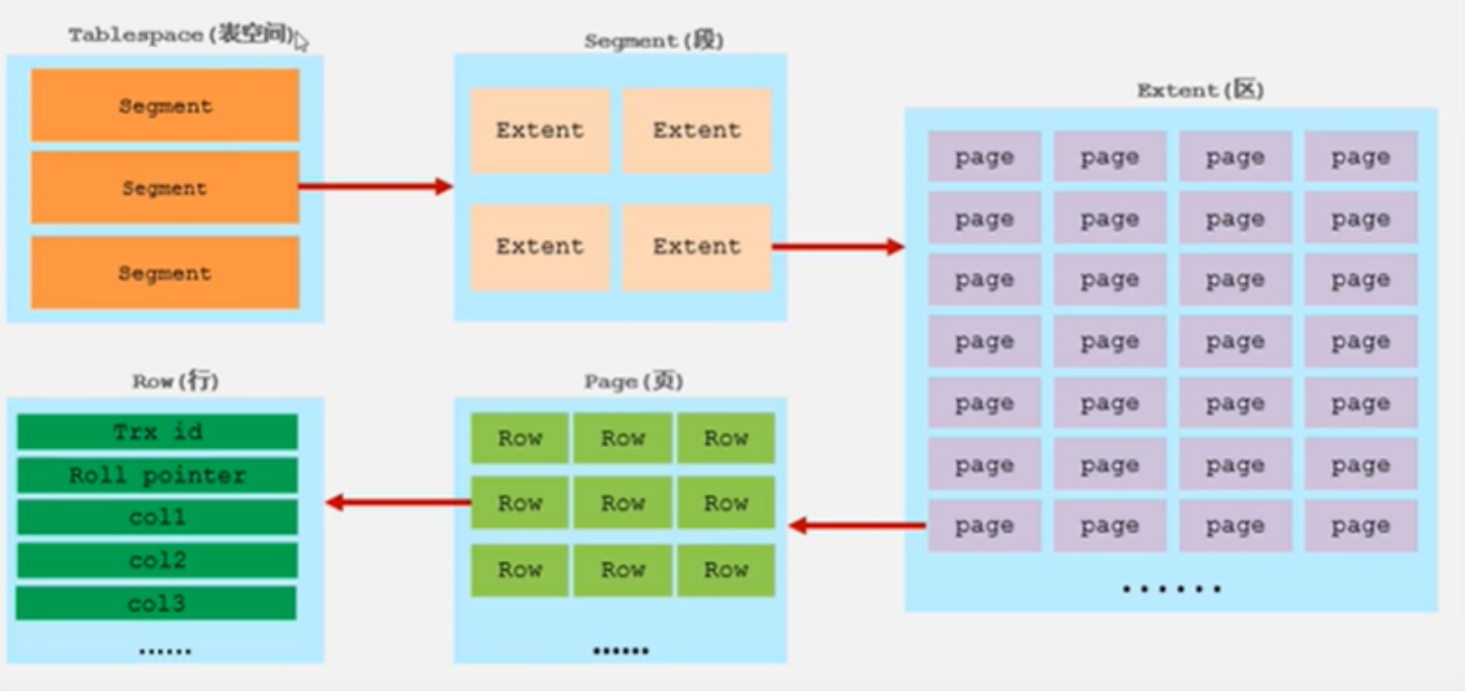 Tablespace(表空间)
Segment
Segment
Segment
Segment(段)
Extent Extent
Extent Extent
Extent(区)
page page page page
page page page page
page page page page
page page page page
page page page page
page page page page
page page page page
......
Row(行)
Trx id
Roll pointer
col1
col2
col3
......
Page(页)
Row Row Row
Row Row Row
Row Row Row
......